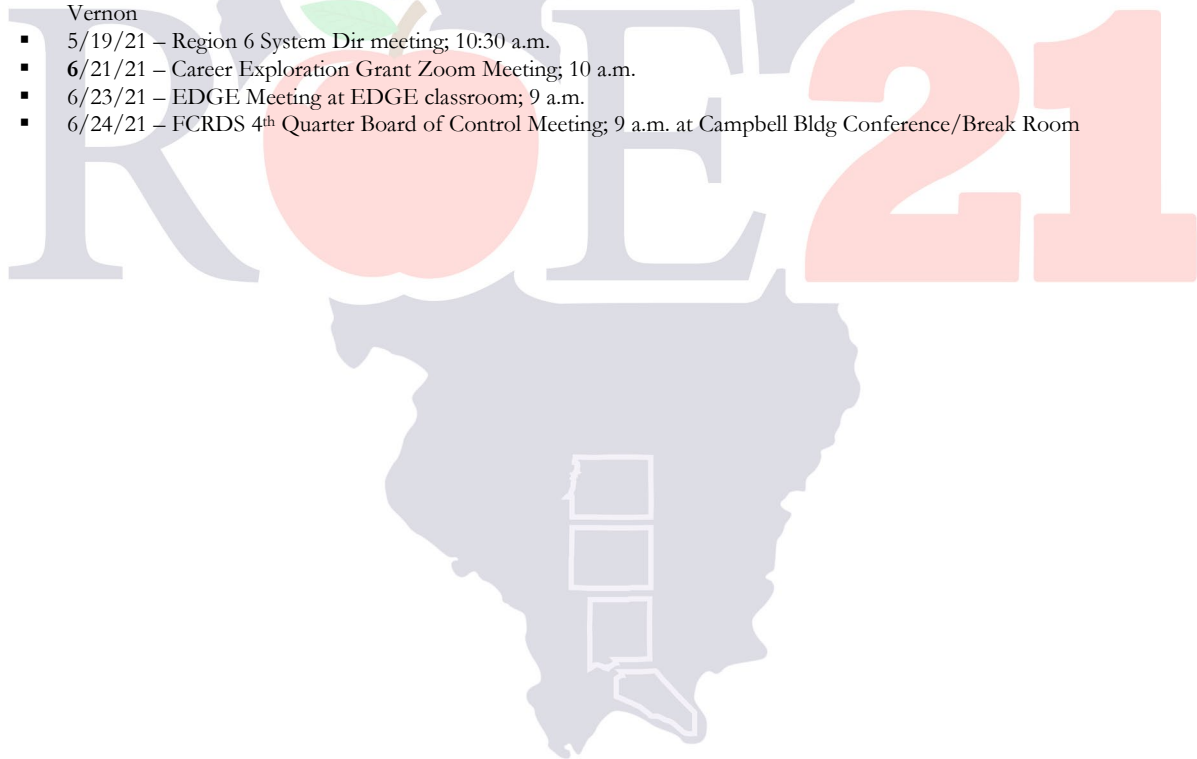 Vernon
▪ 5/19/21 – Region 6 System Dir meeting; 10:30 a.m.
▪ 6/21/21 – Career Exploration Grant Zoom Meeting; 10 a.m.
▪ 6/23/21 – EDGE Meeting at EDGE classroom; 9 a.m.
▪ 6/24/21 – FCRDS 4th Quarter Board of Control Meeting; 9 a.m. at Campbell Bldg Conference/Break Room
ROE 21